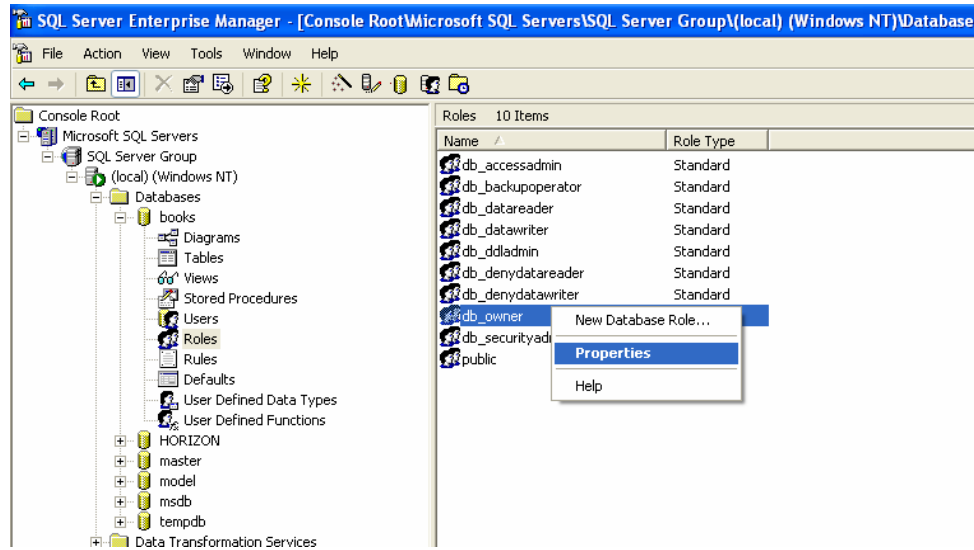 SQL Server Enterprise Manager - [Console Root\Microsoft SQL Servers\SQL Server Group\(local) (Windows NT)\Database
File Action View Tools Window Help
Console Root
Microsoft SQL Servers
SQL Server Group
(local) (Windows NT)
Databases
books
Diagrams
Tables
Views
Stored Procedures
Users
Roles
Rules
Defaults
User Defined Data Types
User Defined Functions
HORIZON
master
model
msdb
tempdb
Data Transformation Services
Roles 10 Items
Name Role Type
db_accessadmin Standard
db_backupoperator Standard
db_datareader Standard
db_datawriter Standard
db_ddladmin Standard
db_denydatareader Standard
db_denydatawriter Standard
db_owner
db_securityad
public
New Database Role...
Properties
Help